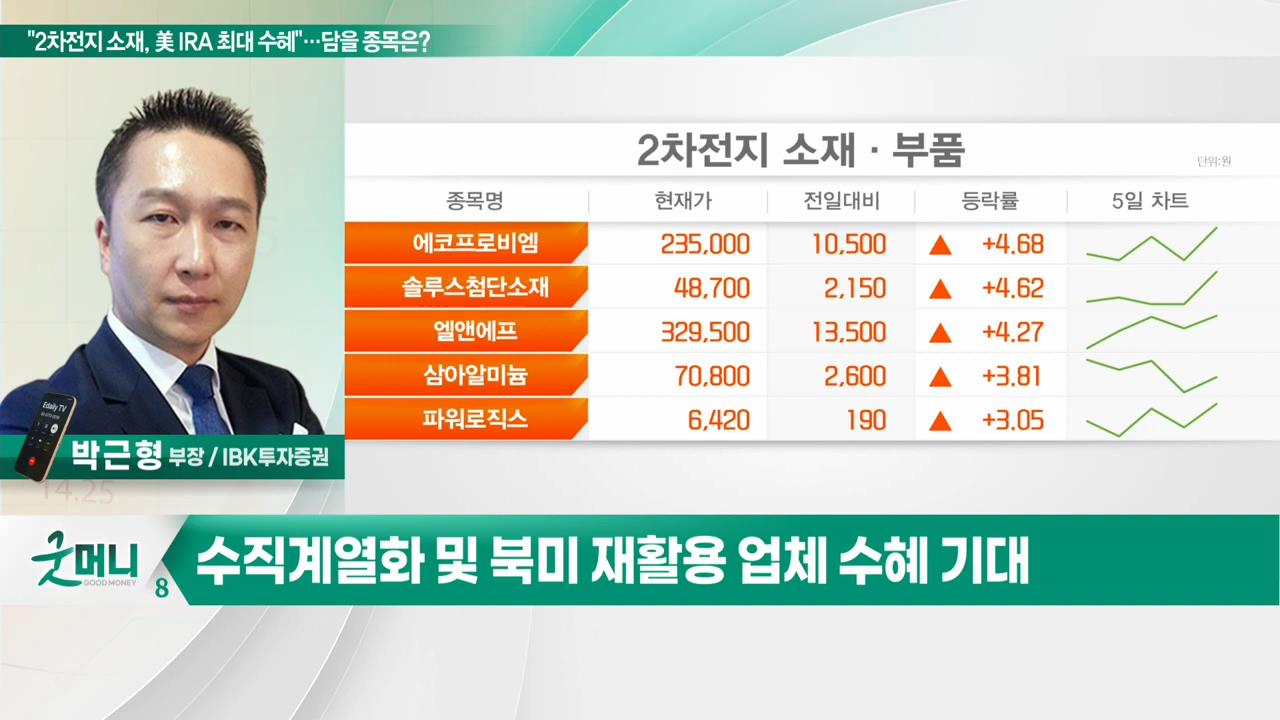 "2차전지 소재, 美 IRA 최대 수혜"…담을 종목은?
2차전지 소재 · 부품
단위:원
종목명 현재가 전일대비 등락률 5일 차트
에코프로비엠 235,000 10,500 ▲ +4.68
솔루스첨단소재 48,700 2,150 ▲ +4.62
엘앤에프 329,500 13,500 ▲ +4.27
삼아알미늄 70,800 2,600 ▲ +3.81
파워로직스 6,420 190 ▲ +3.05
Edaily TV
박근형 부장 / IBK투자증권
14.25
굿머니
GOOD MONEY
8
수직계열화 및 북미 재활용 업체 수혜 기대